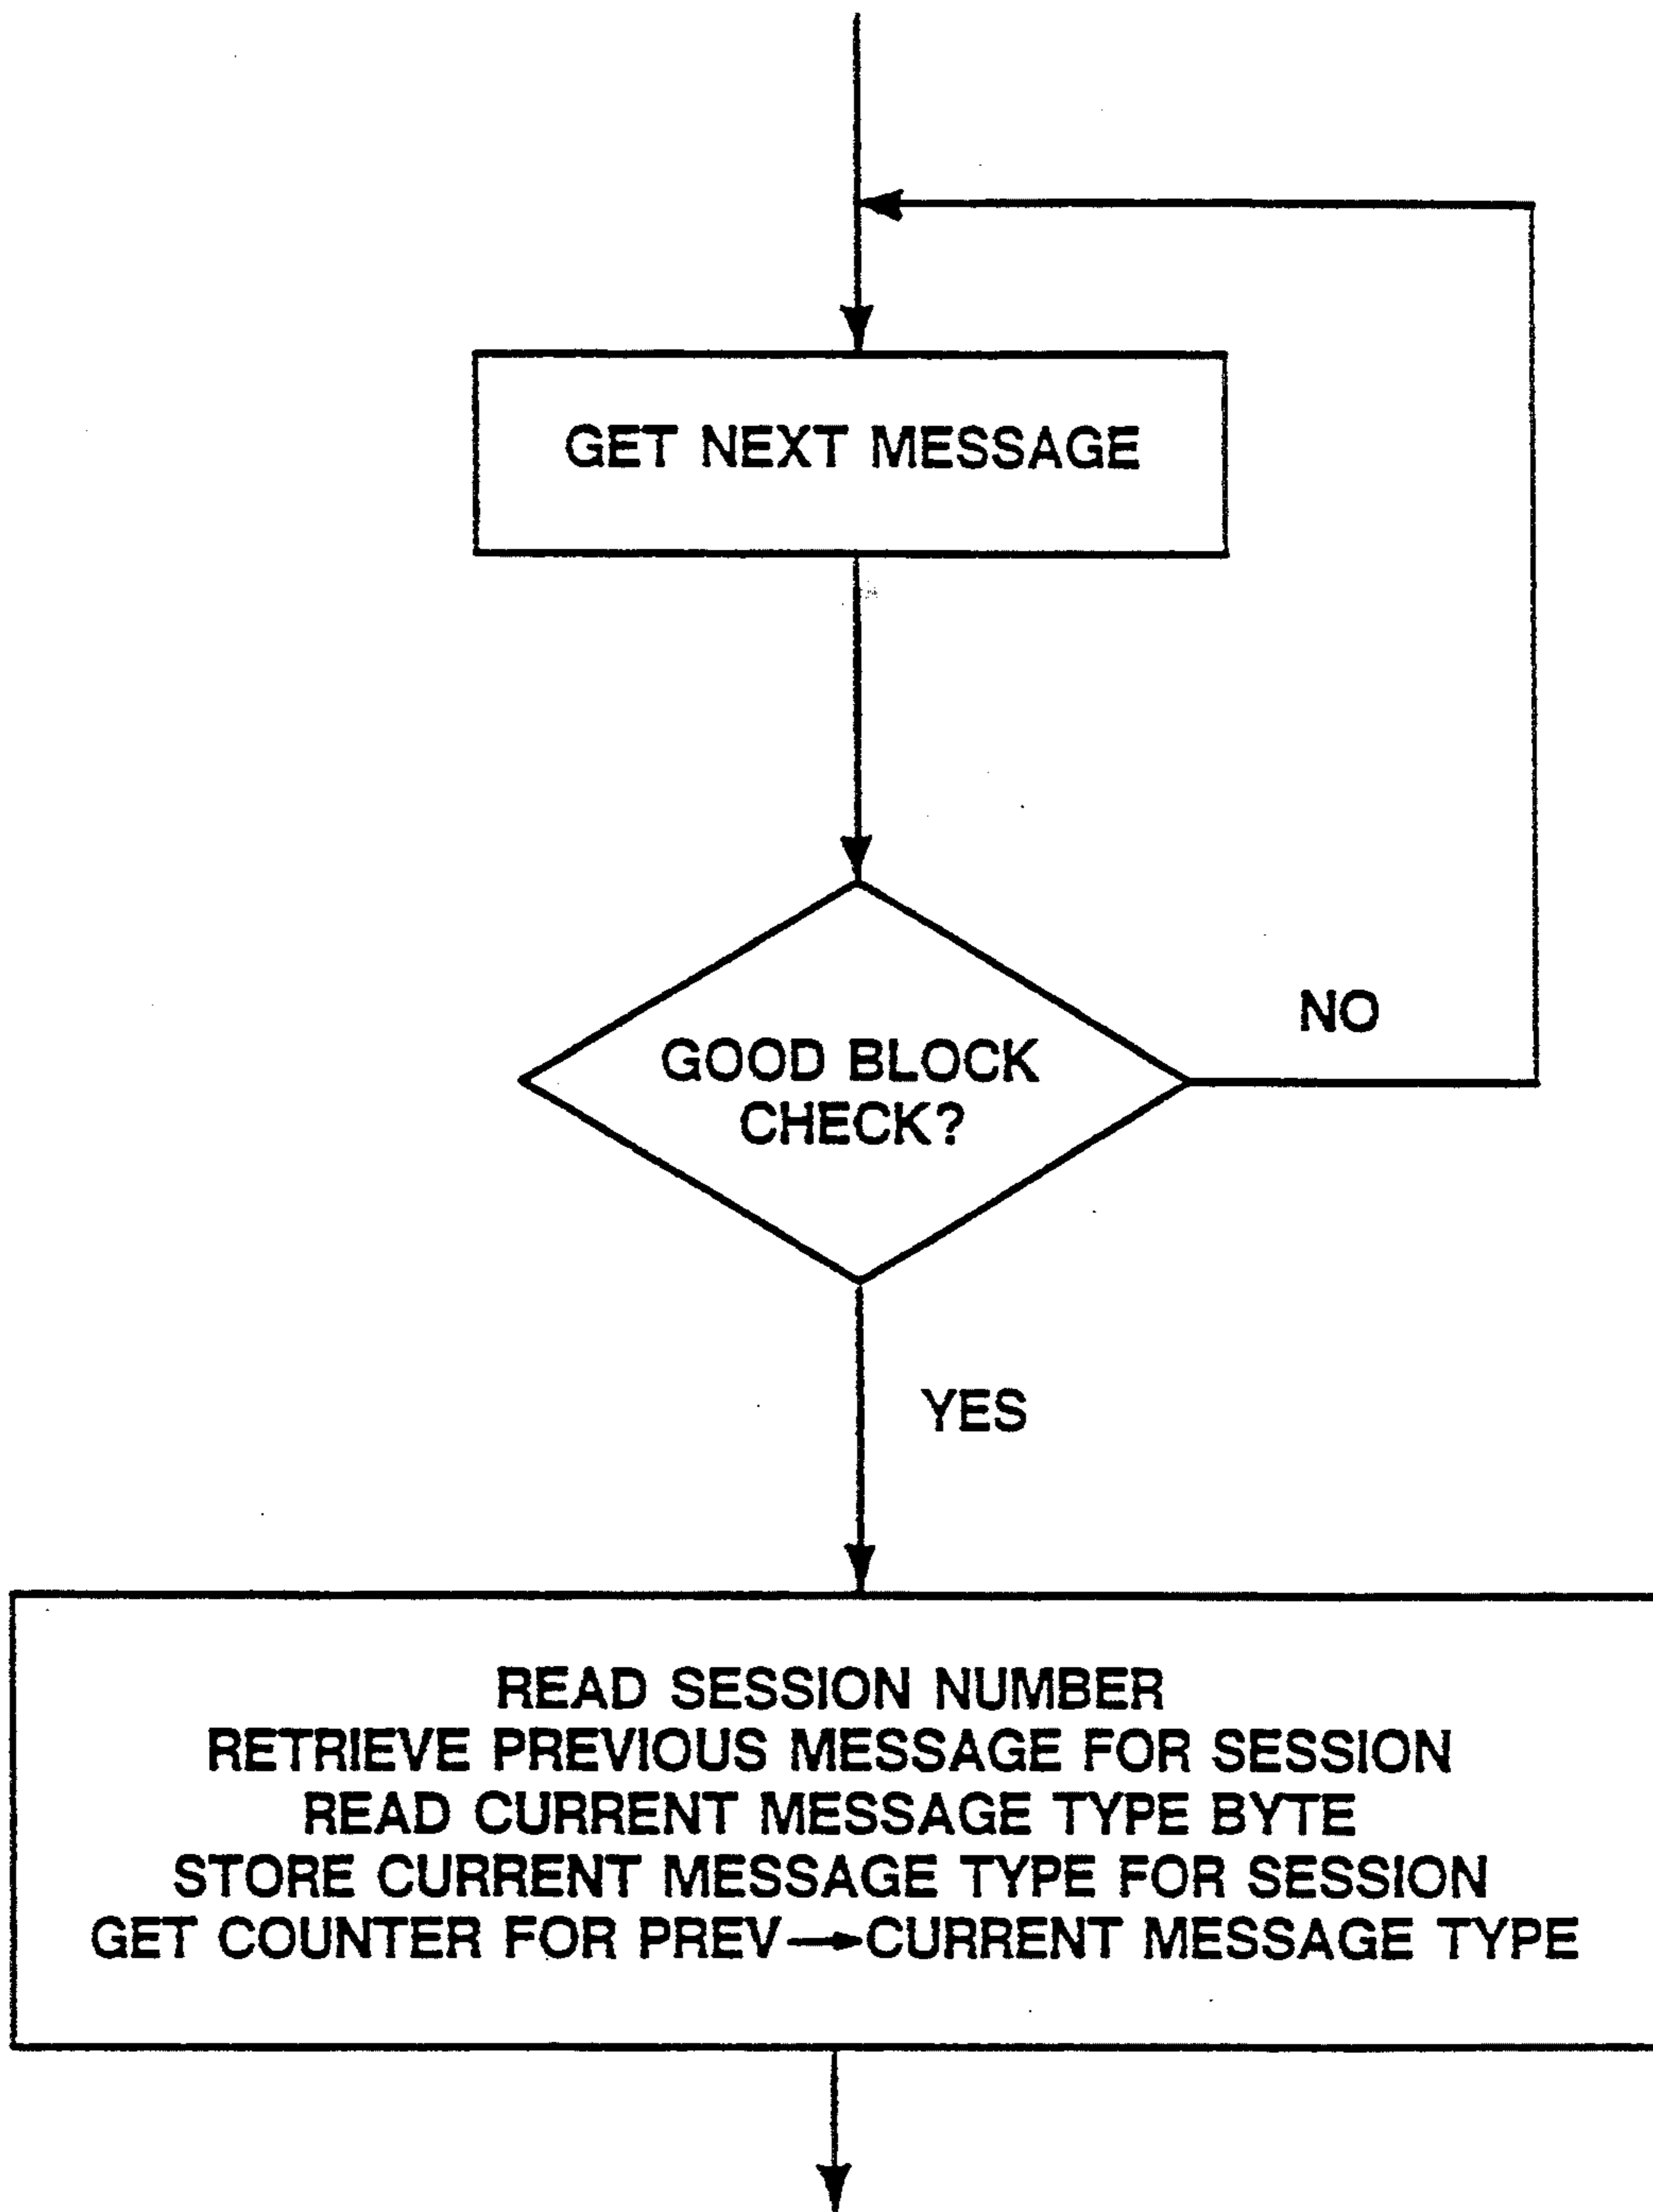 GET NEXT MESSAGE
GOOD BLOCK
CHECK?
NO
YES
READ SESSION NUMBER
RETRIEVE PREVIOUS MESSAGE FOR SESSION
READ CURRENT MESSAGE TYPE BYTE
STORE CURRENT MESSAGE TYPE FOR SESSION
GET COUNTER FOR PREV→CURRENT MESSAGE TYPE